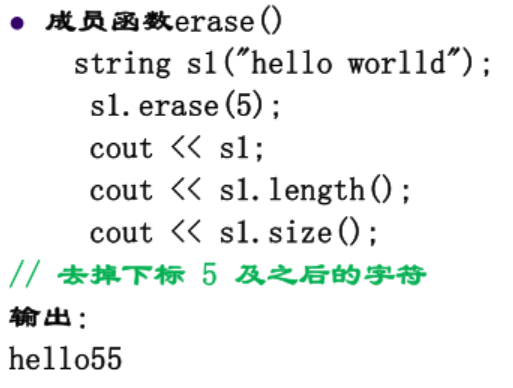 • 成员函数erase()
string s1("hello worlld");
s1.erase(5);
cout << s1;
cout << s1.length();
cout << s1.size();
// 去掉下标 5 及之后的字符
输出:
hello55